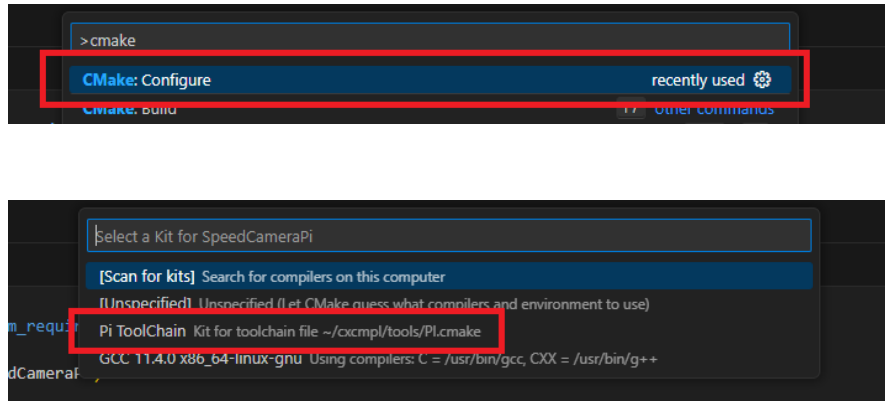 >cmake
CMake: Configure recently used
CMake: Build 17 other commands
Select a Kit for SpeedCameraPi
[Scan for kits] Search for compilers on this computer
[Unspecified] Unspecified (Let CMake guess what compilers and environment to use)
m_requi
Pi ToolChain Kit for toolchain file ~/cxcmpl/tools/PI.cmake
GCC 11.4.0 x86_64-linux-gnu Using compilers: C = /usr/bin/gcc, CXX = /usr/bin/g++
edCameraP